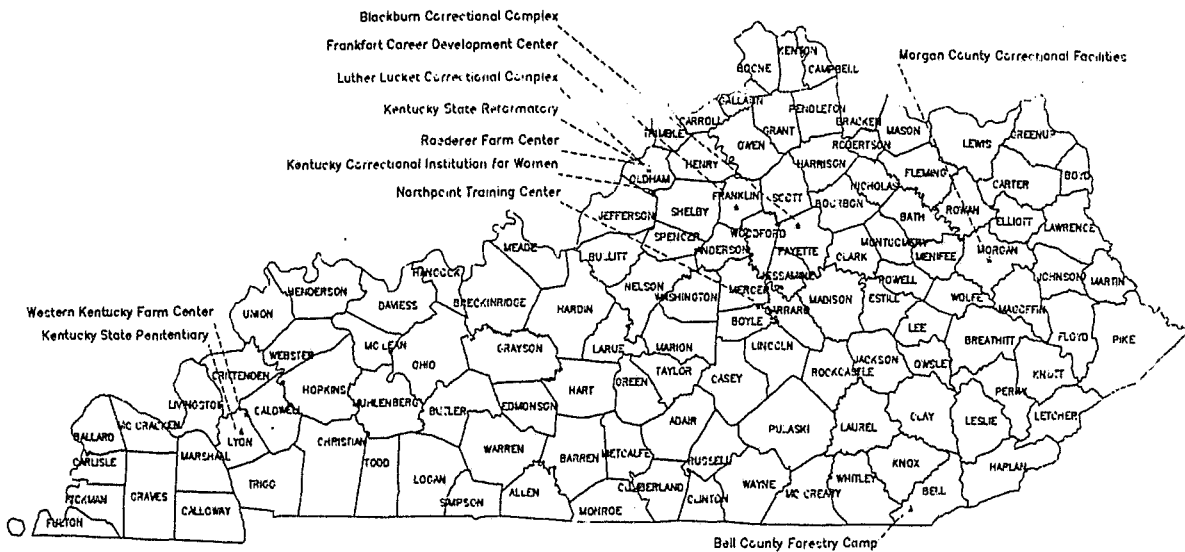 Blackburn Correctional Complex
Frankfort Career Development Center
Luther Lucket Correctional Complex
Kentucky State Reformatory
Roederer Farm Center
Kentucky Correctional Institution for Women
Northpoint Training Center
Morgan County Correctional Facilities
Western Kentucky Farm Center
Kentucky State Penitentiary
Bell County Forestry Camp
BOONE
KENTON
CAMPBELL
GALLATIN
PENDLETON
CARROLL
GRANT
BRACKEN
MASON
TRIMBLE
OWEN
ROBERTSON
LEWIS
GREENUP
HENRY
HARRISON
FLEMING
CARTER
BOYD
OLDHAM
FRANKLIN
SCOTT
NICHOLAS
ROWAN
ELLIOTT
LAWRENCE
JEFFERSON
SHELBY
BOURBON
BATH
MEADE
SPENCER
ANDERSON
WOODFORD
FAYETTE
CLARK
MONTGOMERY
MENIFEE
MORGAN
HANCOCK
BULLITT
JESSAMINE
POWELL
JOHNSON
MARTIN
HENDERSON
DAVIESS
BRECKINRIDGE
HARDIN
NELSON
WASHINGTON
MERCER
MADISON
ESTILL
WOLFE
MAGOFFIN
UNION
BOYLE
GARRARD
LEE
FLOYD
PIKE
WEBSTER
MC LEAN
OHIO
GRAYSON
LARUE
MARION
LINCOLN
JACKSON
OWSLEY
BREATHITT
CRITTENDEN
HOPKINS
HART
GREEN
TAYLOR
CASEY
ROCKCASTLE
PERRY
KNOTT
LIVINGSTON
CALDWELL
MUHLENBERG
BUTLER
EDMONSON
ADAIR
PULASKI
LAUREL
CLAY
LESLIE
LETCHER
BALLARD
MC CRACKEN
LYON
CHRISTIAN
WARREN
CARLISLE
MARSHALL
TODD
LOGAN
BARREN
METCALFE
RUSSELL
KNOX
HARLAN
HICKMAN
GRAVES
TRIGG
SIMPSON
ALLEN
CUMBERLAND
CLINTON
WAYNE
MC CREARY
WHITLEY
BELL
FULTON
CALLOWAY
MONROE